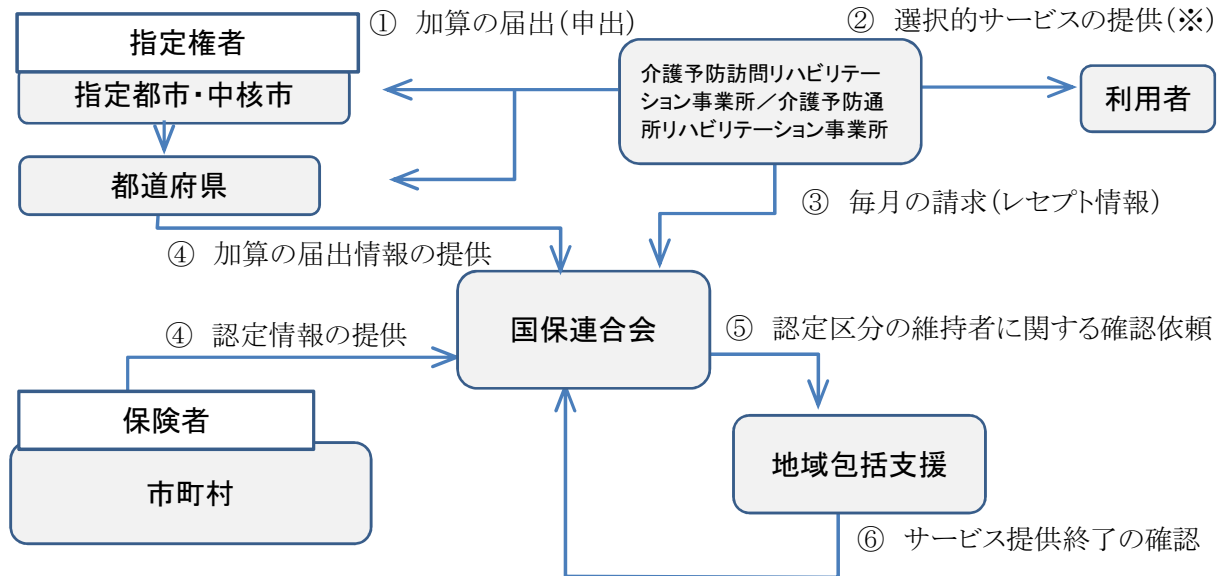 ① 加算の届出(申出)
② 選択的サービスの提供(※)
指定権者
指定都市・中核市
都道府県
介護予防訪問リハビリテー
ション事業所／介護予防通
所リハビリテーション事業所
利用者
③ 毎月の請求(レセプト情報)
④ 加算の届出情報の提供
国保連合会
④ 認定情報の提供
⑤ 認定区分の維持者に関する確認依頼
保険者
市町村
地域包括支援
⑥ サービス提供終了の確認